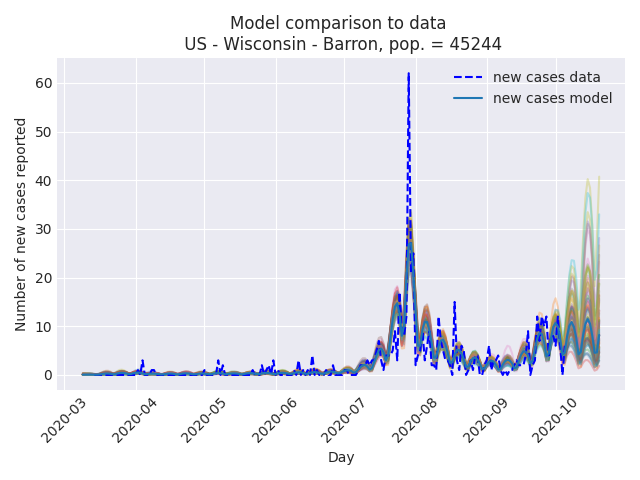 Model comparison to data
US - Wisconsin - Barron, pop. = 45244
new cases data
new cases model
Number of new cases reported
60
50
40
30
20
10
0
2020-03
2020-04
2020-05
2020-06
2020-07
2020-08
2020-09
2020-10
Day